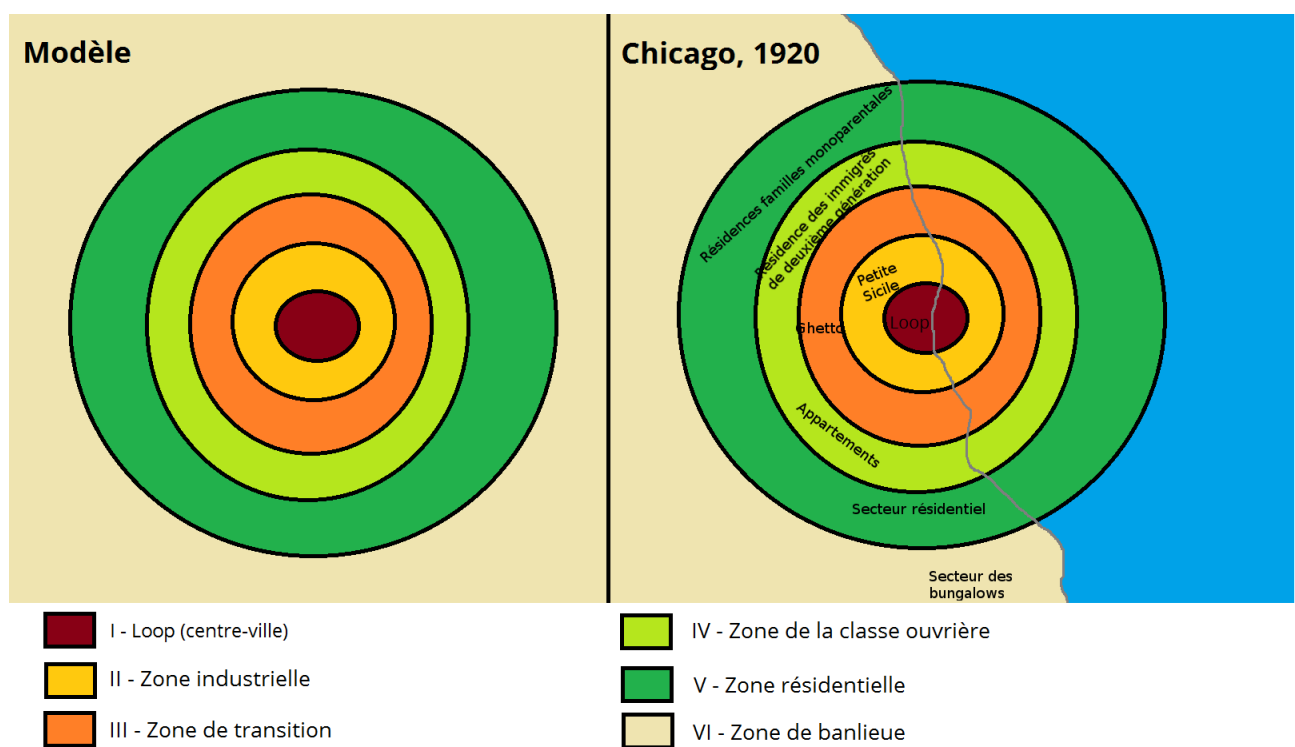 Modèle
Chicago, 1920
Résidences familles monoparentales
Résidence des immigrés
de deuxième génération
Petite
Sicile
Loop
Ghetto
Appartements
Secteur résidentiel
Secteur des
bungalows
I - Loop (centre-ville)
II - Zone industrielle
III - Zone de transition
IV - Zone de la classe ouvrière
V - Zone résidentielle
VI - Zone de banlieue